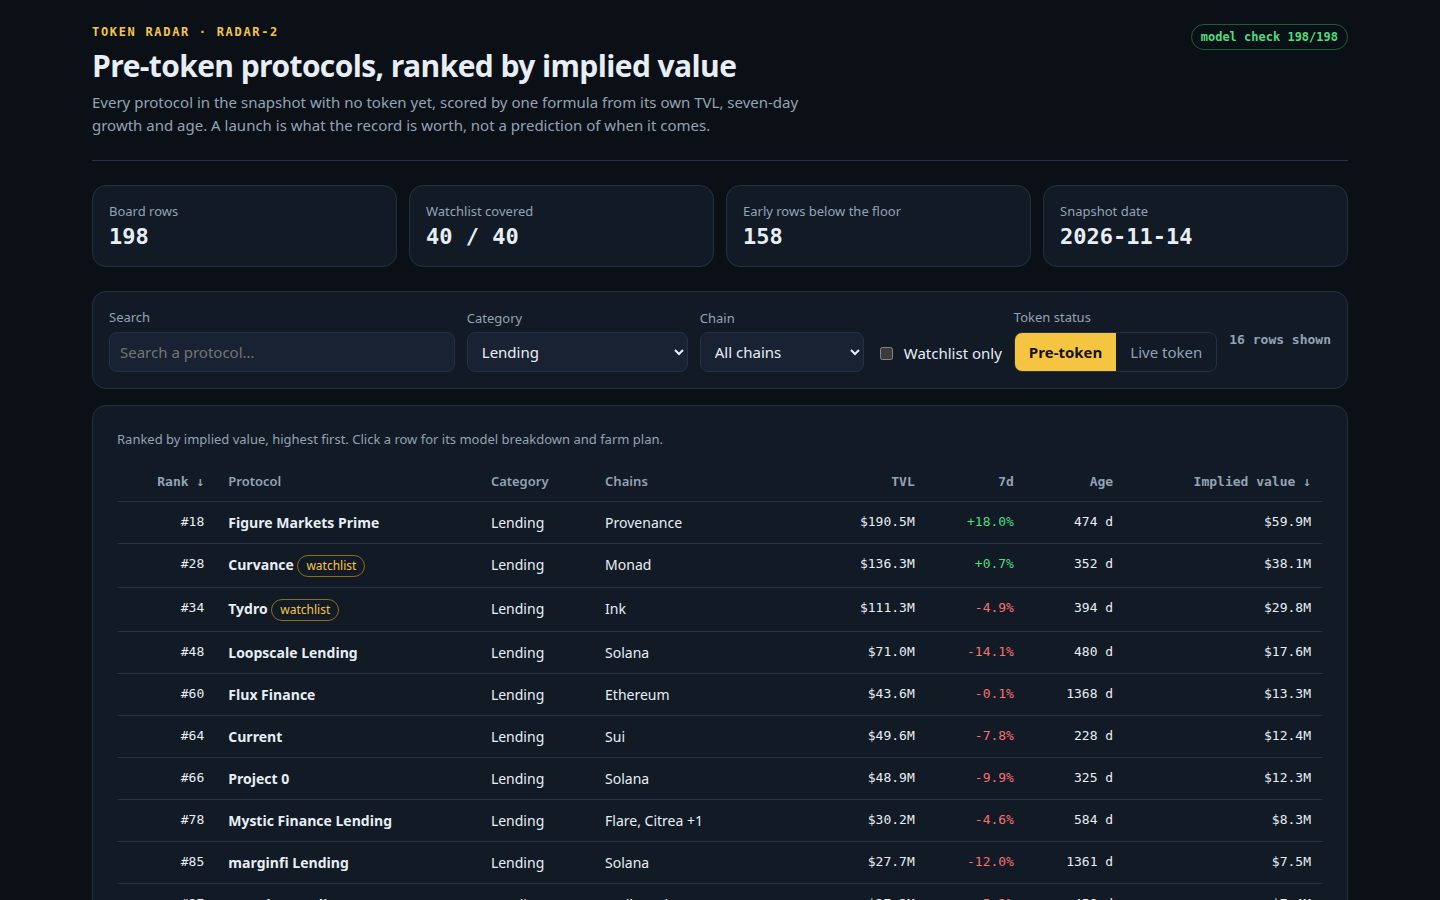 TOKEN RADAR · RADAR-2
model check 198/198
Pre-token protocols, ranked by implied value
Every protocol in the snapshot with no token yet, scored by one formula from its own TVL, seven-day
growth and age. A launch is what the record is worth, not a prediction of when it comes.
Board rows
198
Watchlist covered
40 / 40
Early rows below the floor
158
Snapshot date
2026-11-14
Search
Search a protocol...
Category
Lending
Chain
All chains
Watchlist only
Token status
Pre-token Live token
16 rows shown
Ranked by implied value, highest first. Click a row for its model breakdown and farm plan.
Rank ↓ Protocol Category Chains TVL 7d Age Implied value ↓
#18 Figure Markets Prime Lending Provenance $190.5M +18.0% 474 d $59.9M
#28 Curvance watchlist Lending Monad $136.3M +0.7% 352 d $38.1M
#34 Tydro watchlist Lending Ink $111.3M -4.9% 394 d $29.8M
#48 Loopscale Lending Lending Solana $71.0M -14.1% 480 d $17.6M
#60 Flux Finance Lending Ethereum $43.6M -0.1% 1368 d $13.3M
#64 Current Lending Sui $49.6M -7.8% 228 d $12.4M
#66 Project 0 Lending Solana $48.9M -9.9% 325 d $12.3M
#78 Mystic Finance Lending Lending Flare, Citrea +1 $30.2M -4.6% 584 d $8.3M
#85 marginfi Lending Lending Solana $27.7M -12.0% 1361 d $7.5M